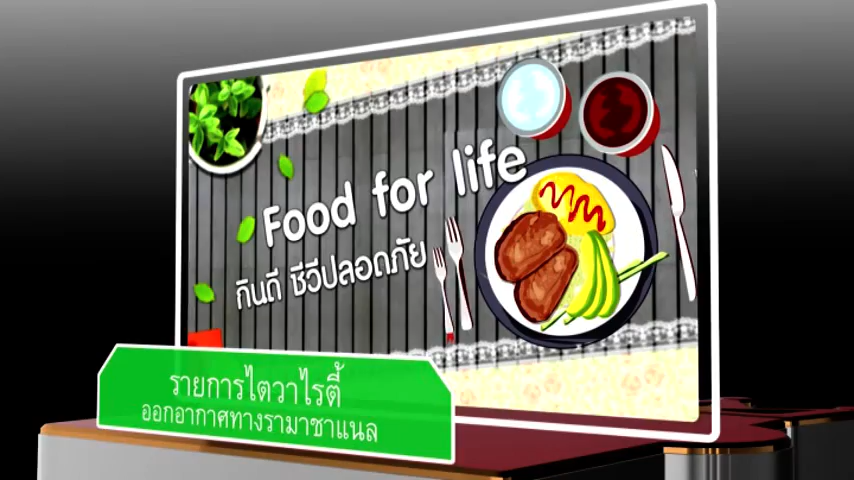 Food for life
กินดี ชีวีปลอดภัย
รายการไตวาไรตี้
ออกอากาศทางรามาชาแนล